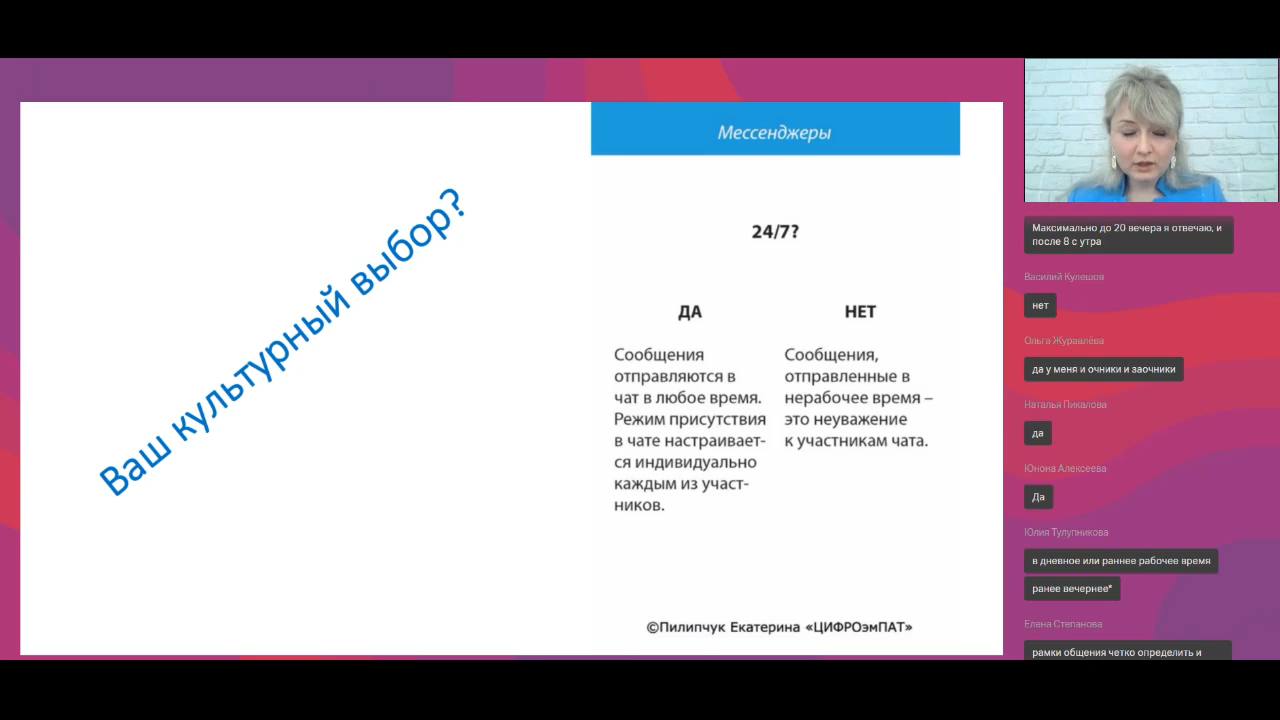 Ваш культурный выбор?
Мессенджеры
24/7?
ДА
Сообщения
отправляются в
чат в любое время.
Режим присутствия
в чате настраивает-
ся индивидуально
каждым из участ-
ников.
НЕТ
Сообщения,
отправленные в
нерабочее время –
это неуважение
к участникам чата.
©Пилипчук Екатерина «ЦИФРОэмПАТ»
Максимально до 20 вечера я отвечаю, и
после 8 с утра
Василий Кулешов
нет
Ольга Журавлёва
да у меня и очники и заочники
Наталья Пикалова
да
Юнона Алексеева
Да
Юлия Тулупникова
в дневное или раннее рабочее время
ранее вечернее*
Елена Степанова
рамки общения четко определить и